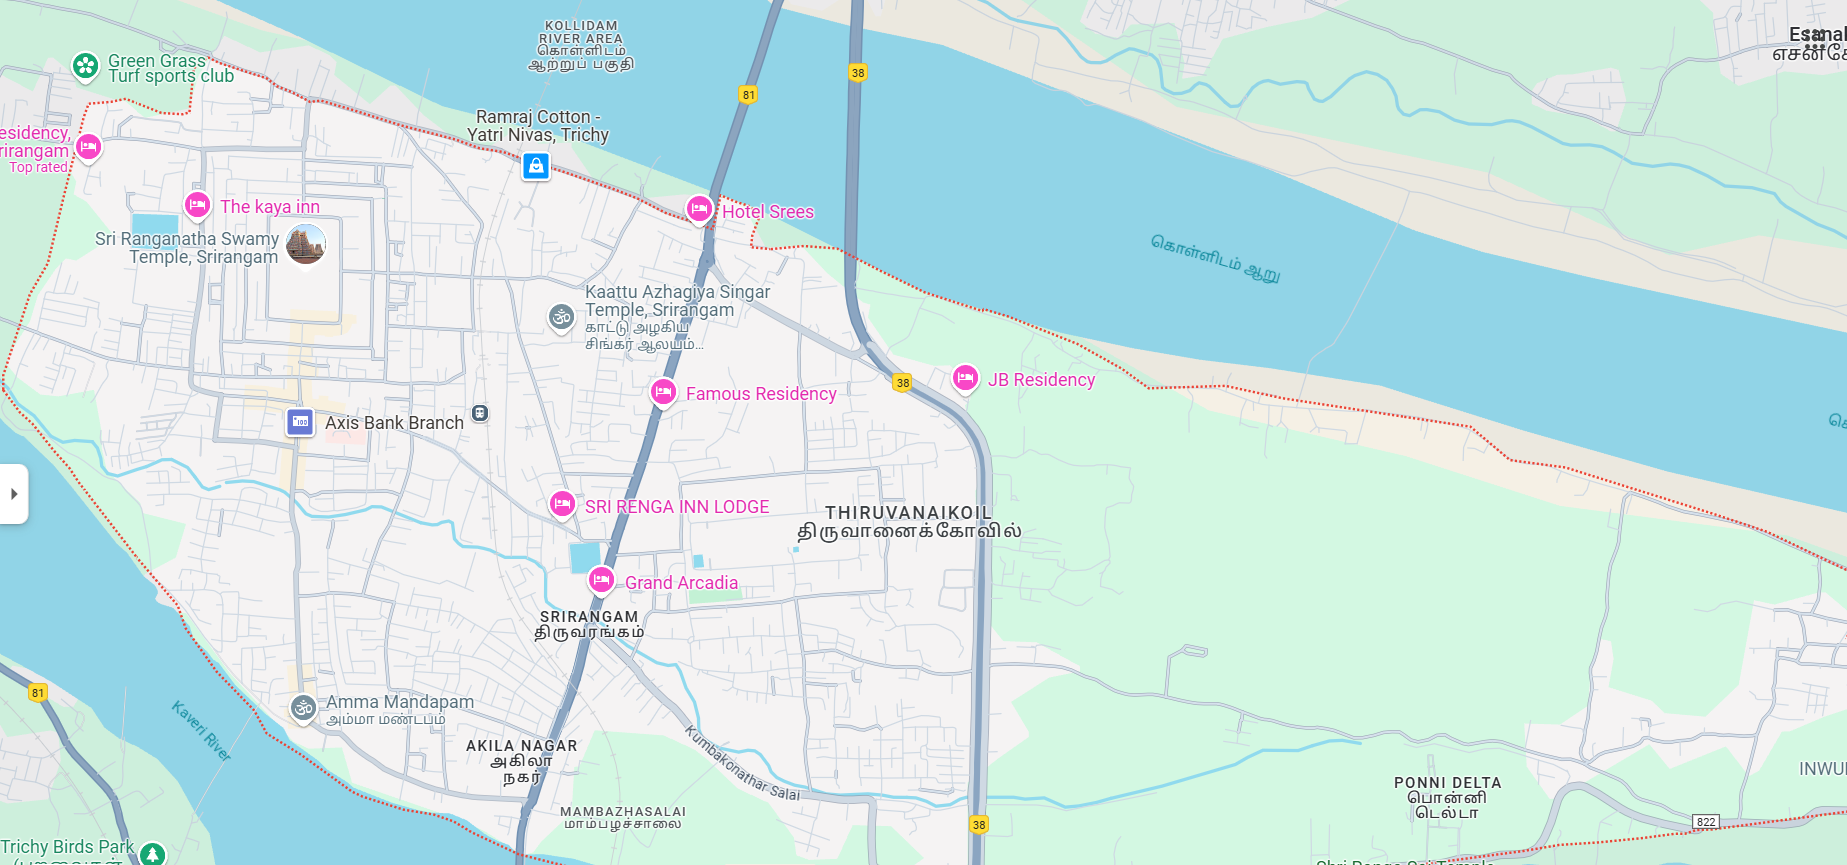 KOLLIDAM
RIVER AREA
கொள்ளிடம்
ஆற்றுப் பகுதி
Green Grass
Turf sports club
38
81
Ramraj Cotton -
Yatri Nivas, Trichy
esidency,
rirangam
Top rated
The kaya inn
Hotel Srees
Sri Ranganatha Swamy
Temple, Srirangam
கொள்ளிடம் ஆறு
Kaattu Azhagiya Singar
Temple, Srirangam
காட்டு அழகிய
சிங்கர் ஆலயம்...
Famous Residency
38
JB Residency
Axis Bank Branch
SRI RENGA INN LODGE
THIRUVANAIKOIL
திருவானைக்கோவில்
Grand Arcadia
SRIRANGAM
திருவரங்கம்
81
Amma Mandapam
அம்மா மண்டபம்
Kaveri River
AKILA NAGAR
அகிலா
நகர்
Kumbakonathar Salai
MAMBAZHASALAI
மாம்பழச்சாலை
38
INWU
PONNI DELTA
பொன்னி
டெல்டா
822
Trichy Birds Park